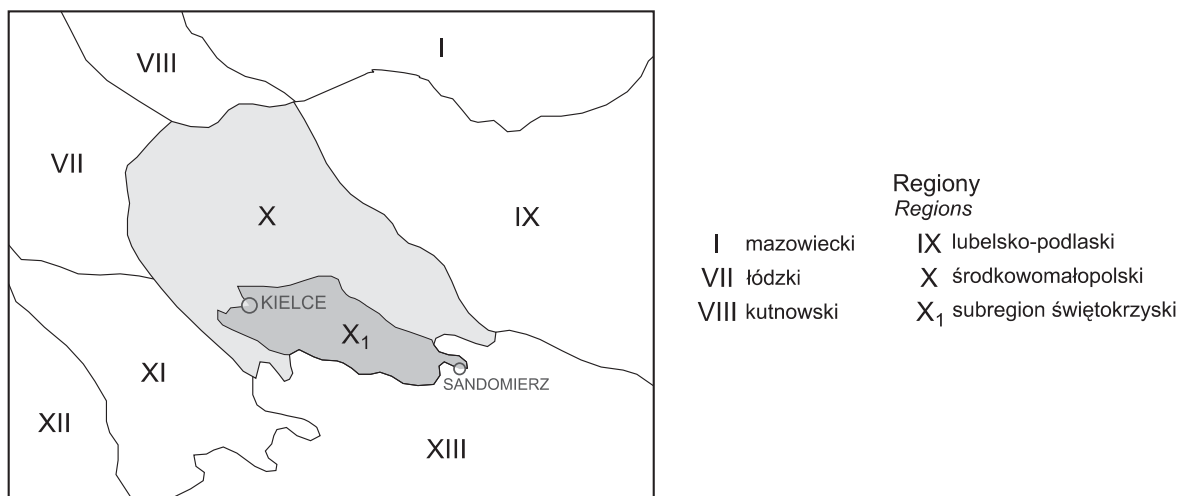 I
VIII
VII
X
IX
KIELCE
X₁
SANDOMIERZ
XI
XII
XIII
Regiony
Regions
I mazowiecki
VII łódzki
VIII kutnowski
IX lubelsko-podlaski
X środkowomałopolski
X₁ subregion świętokrzyski